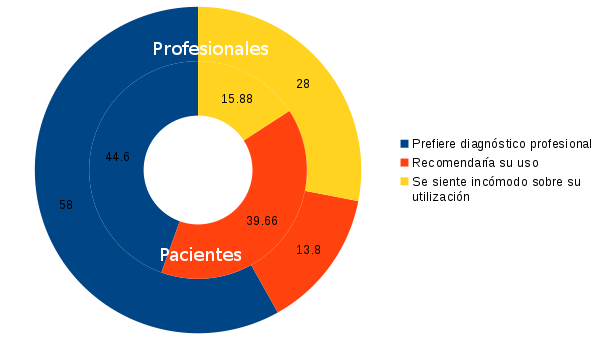 Profesionales
28
15.88
44.6
58
39.66
13.8
Pacientes
Prefiere diagnóstico profesional
Recomendaría su uso
Se siente incómodo sobre su
utilización